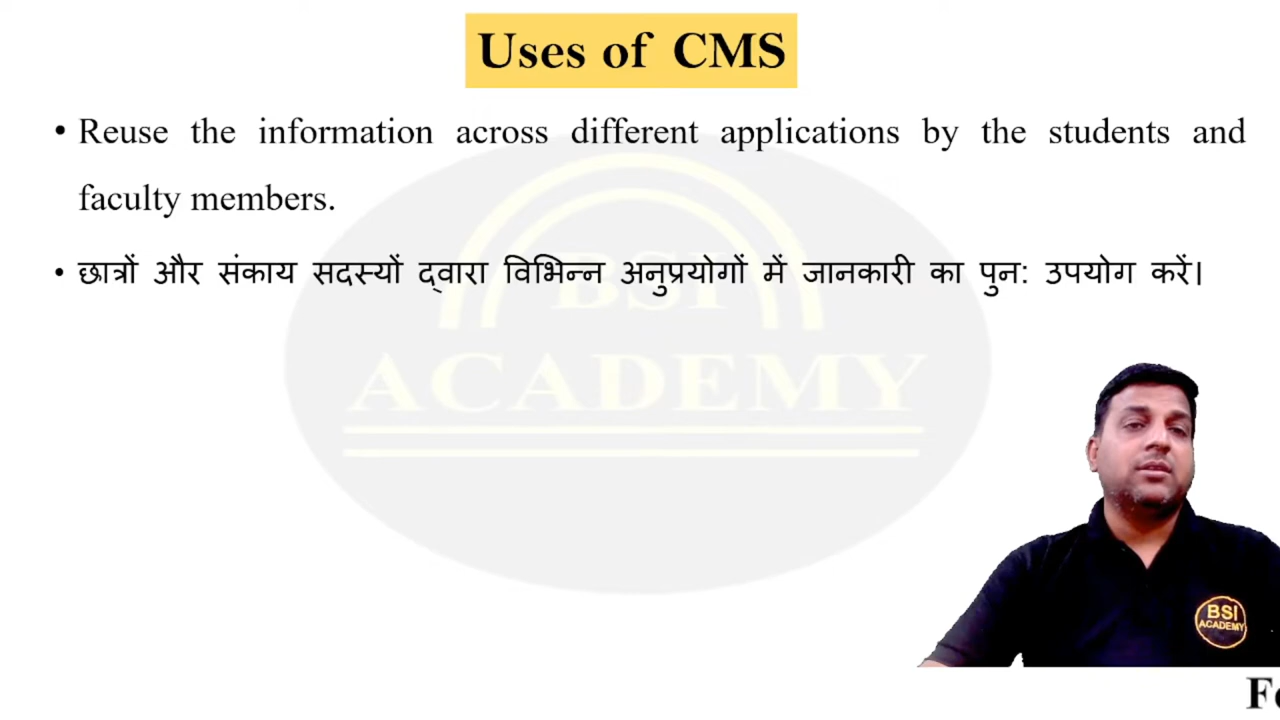 Uses of CMS
• Reuse the information across different applications by the students and
faculty members.
• छात्रों और संकाय सदस्यों द्वारा विभिन्न अनुप्रयोगों में जानकारी का पुन: उपयोग करें।
BSI
ACADEMY
BSI
ACADEMY